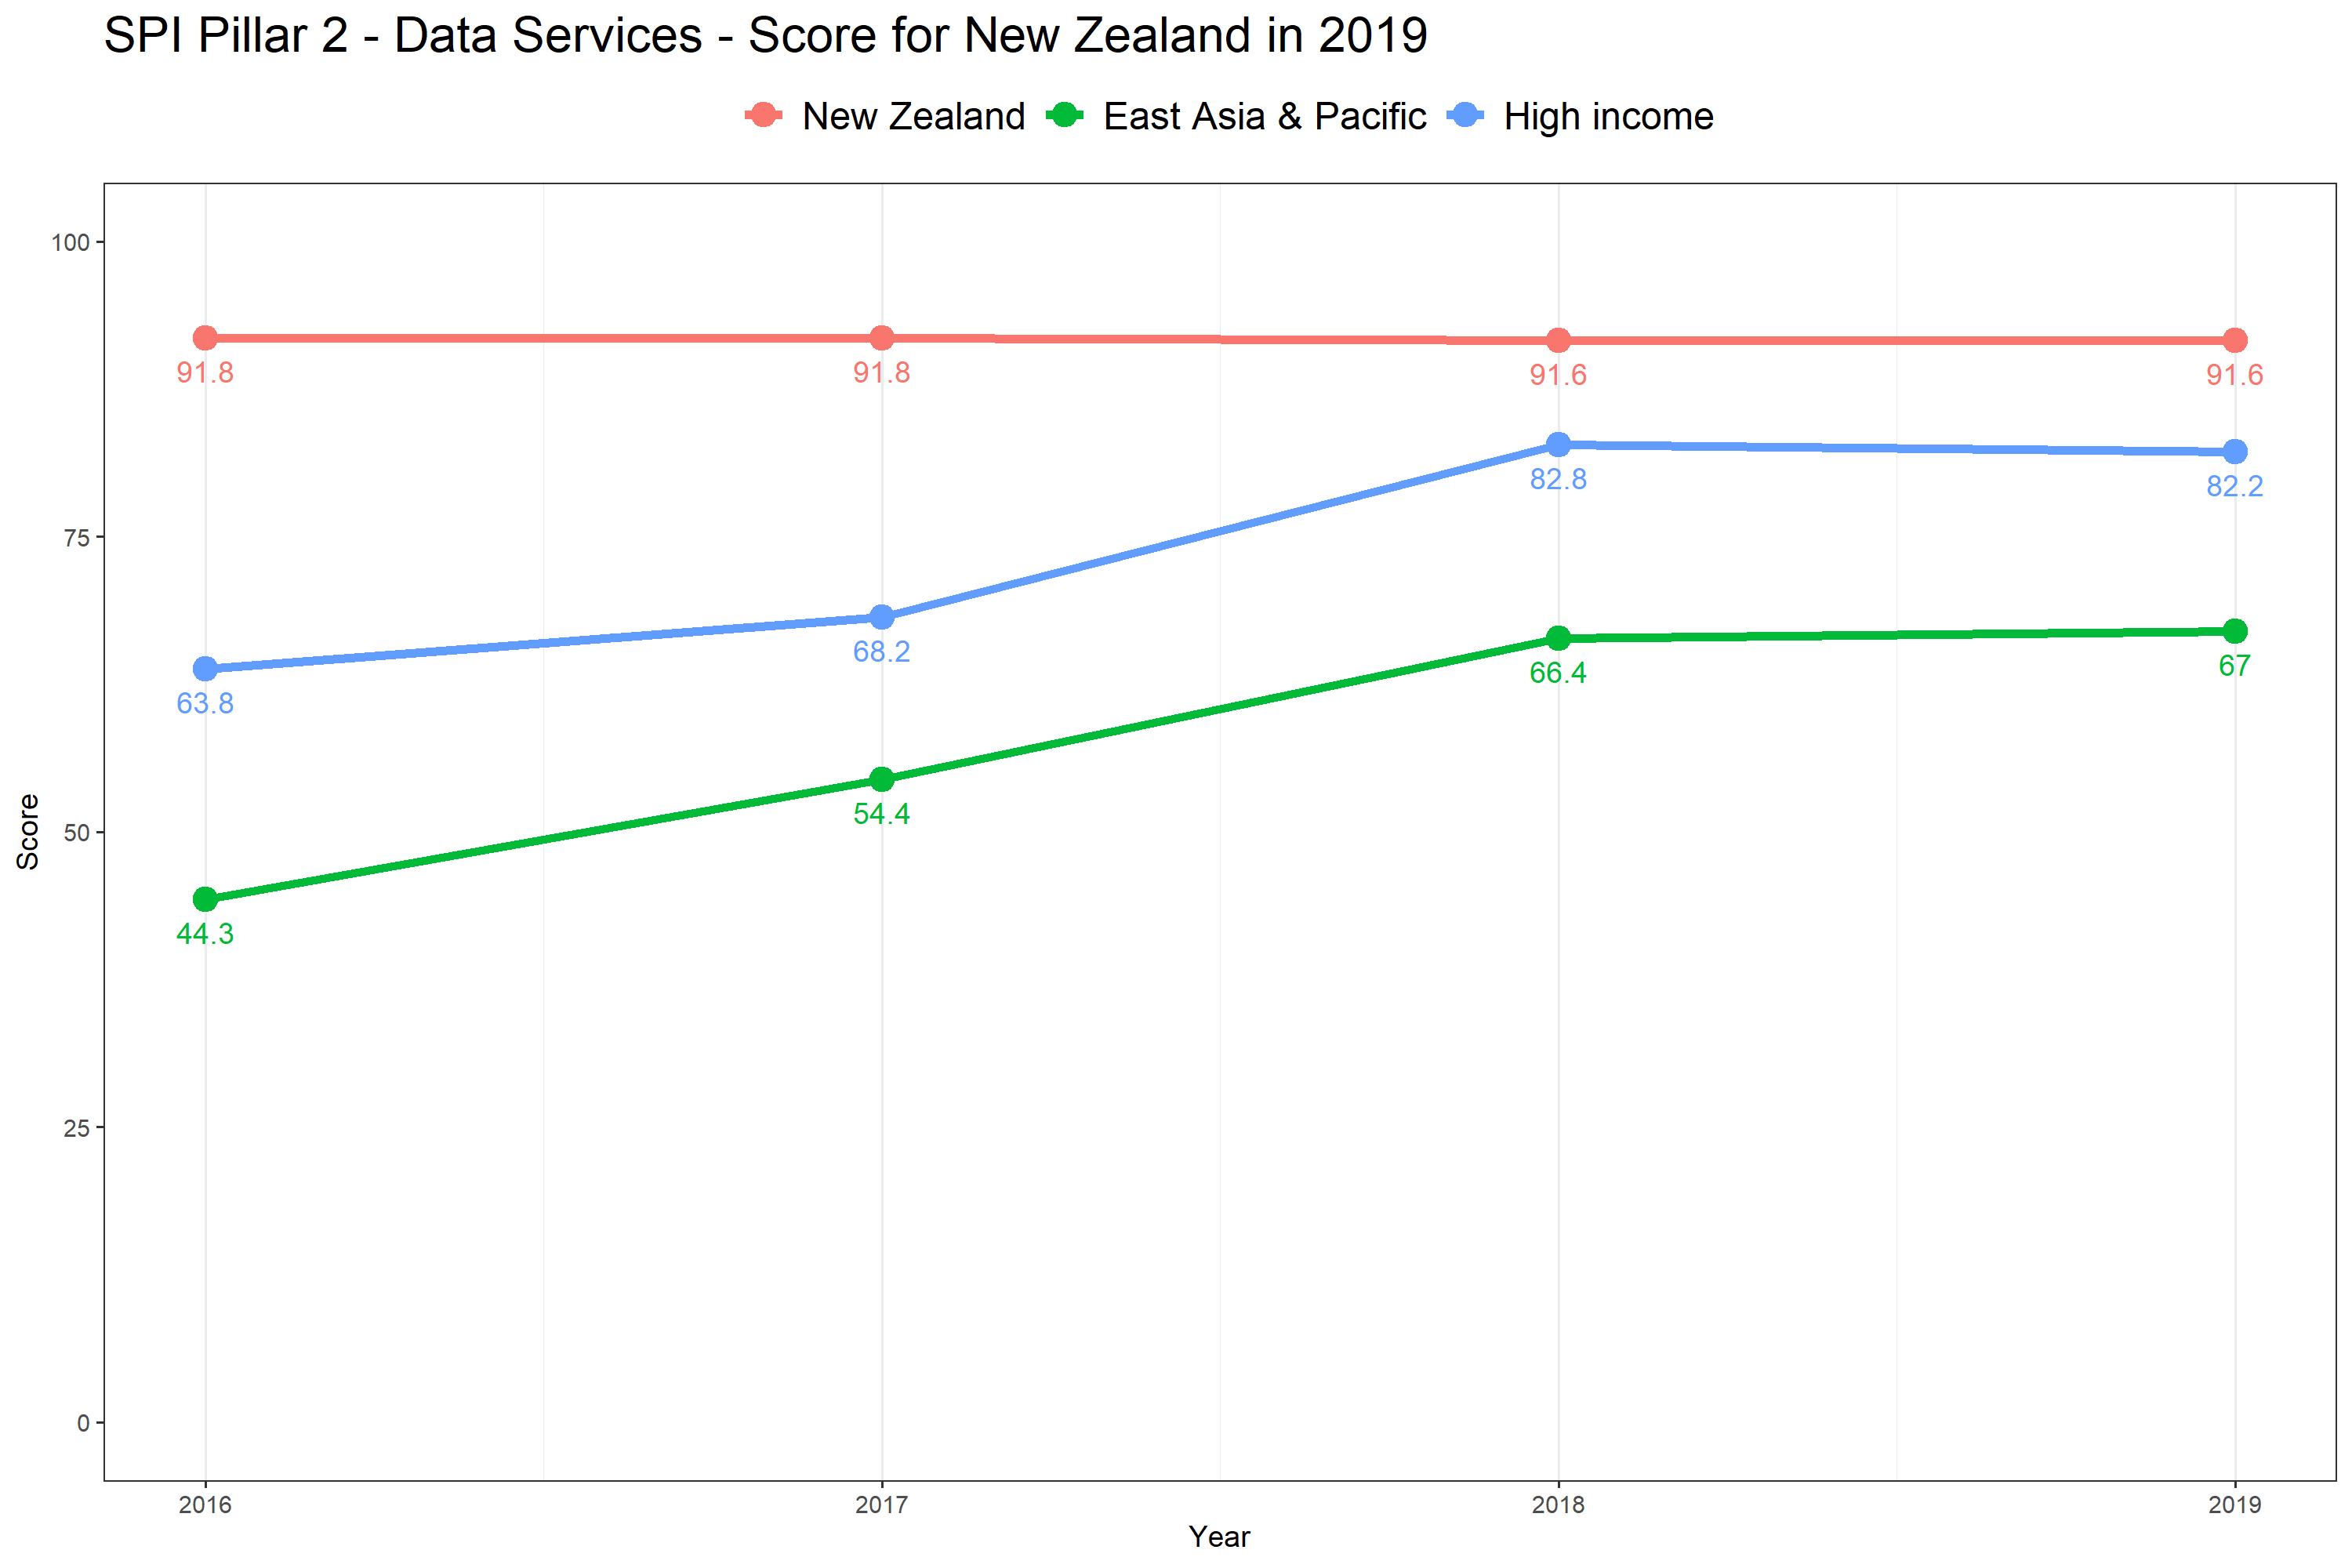 SPI Pillar 2 - Data Services - Score for New Zealand in 2019
New Zealand East Asia & Pacific High income
100
75
50
25
0
Score
91.8 91.8 91.6 91.6
82.8 82.2
63.8 68.2
66.4 67
54.4
44.3
2016 2017 2018 2019
Year